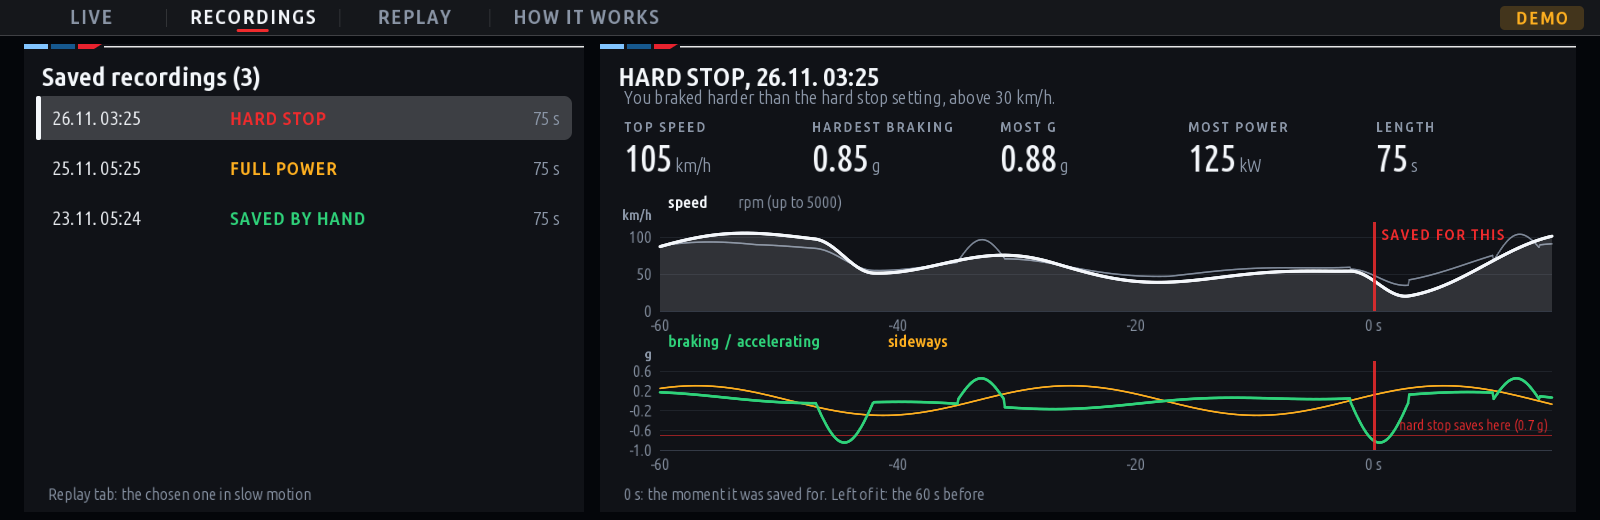 LIVE
RECORDINGS
REPLAY
HOW IT WORKS
DEMO
Saved recordings (3)
26.11. 03:25 HARD STOP 75 s
25.11. 05:25 FULL POWER 75 s
23.11. 05:24 SAVED BY HAND 75 s
Replay tab: the chosen one in slow motion
HARD STOP, 26.11. 03:25
You braked harder than the hard stop setting, above 30 km/h.
TOP SPEED
105 km/h
HARDEST BRAKING
0.85 g
MOST G
0.88 g
MOST POWER
125 kW
LENGTH
75 s
speed
rpm (up to 5000)
km/h
100
50
0
SAVED FOR THIS
-60 -40 -20 0 s
braking / accelerating
sideways
g
0.6
0.2
-0.2
-0.6
-1.0
hard stop saves here (0.7 g)
-60 -40 -20 0 s
0 s: the moment it was saved for. Left of it: the 60 s before